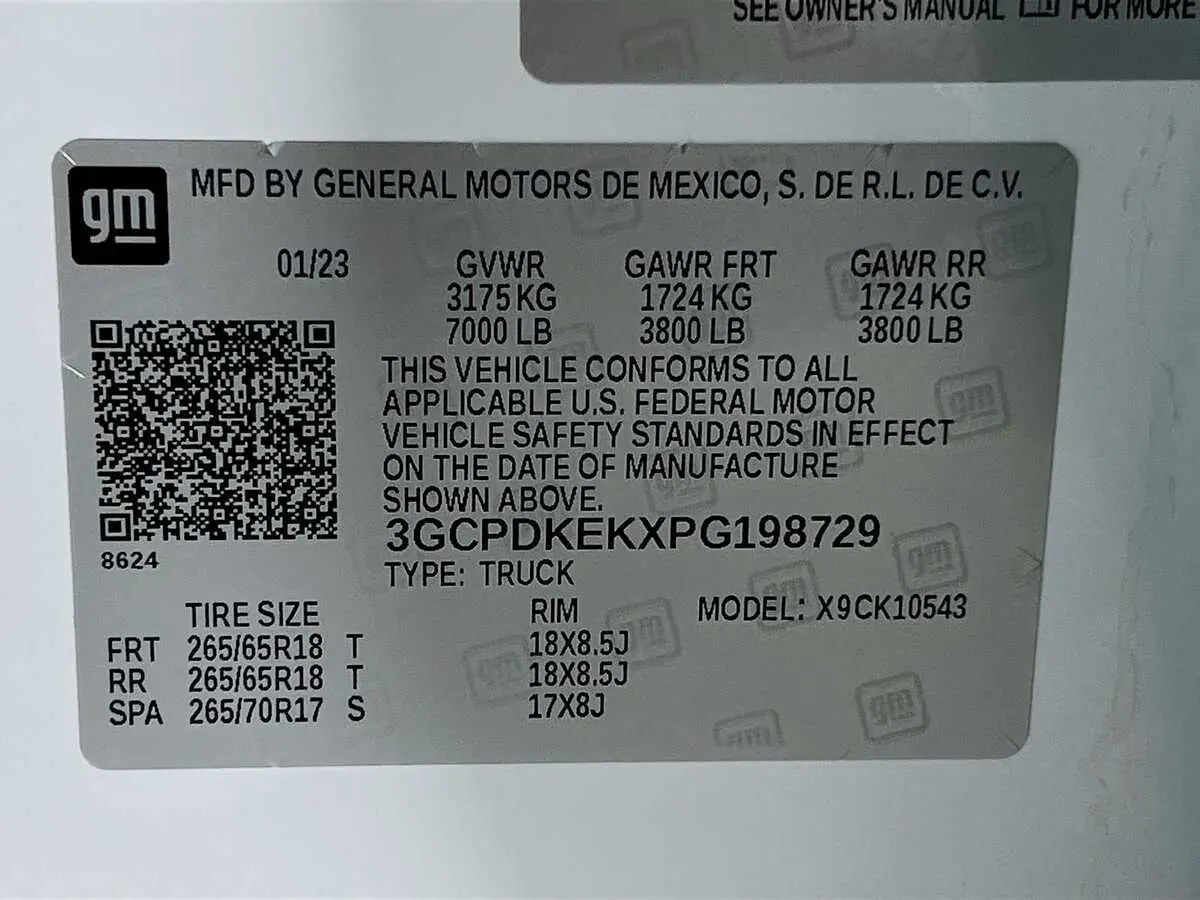 SEE OWNER'S MANUAL FOR MORE
gm
MFD BY GENERAL MOTORS DE MEXICO, S. DE R.L. DE C.V.
01/23 GVWR GAWR FRT GAWR RR
3175 KG 1724 KG 1724 KG
7000 LB 3800 LB 3800 LB
THIS VEHICLE CONFORMS TO ALL
APPLICABLE U.S. FEDERAL MOTOR
VEHICLE SAFETY STANDARDS IN EFFECT
ON THE DATE OF MANUFACTURE
SHOWN ABOVE.
3GCPDKEKXPG198729
8624
TYPE: TRUCK
TIRE SIZE RIM MODEL: X9CK10543
FRT 265/65R18 T 18X8.5J
RR 265/65R18 T 18X8.5J
SPA 265/70R17 S 17X8J